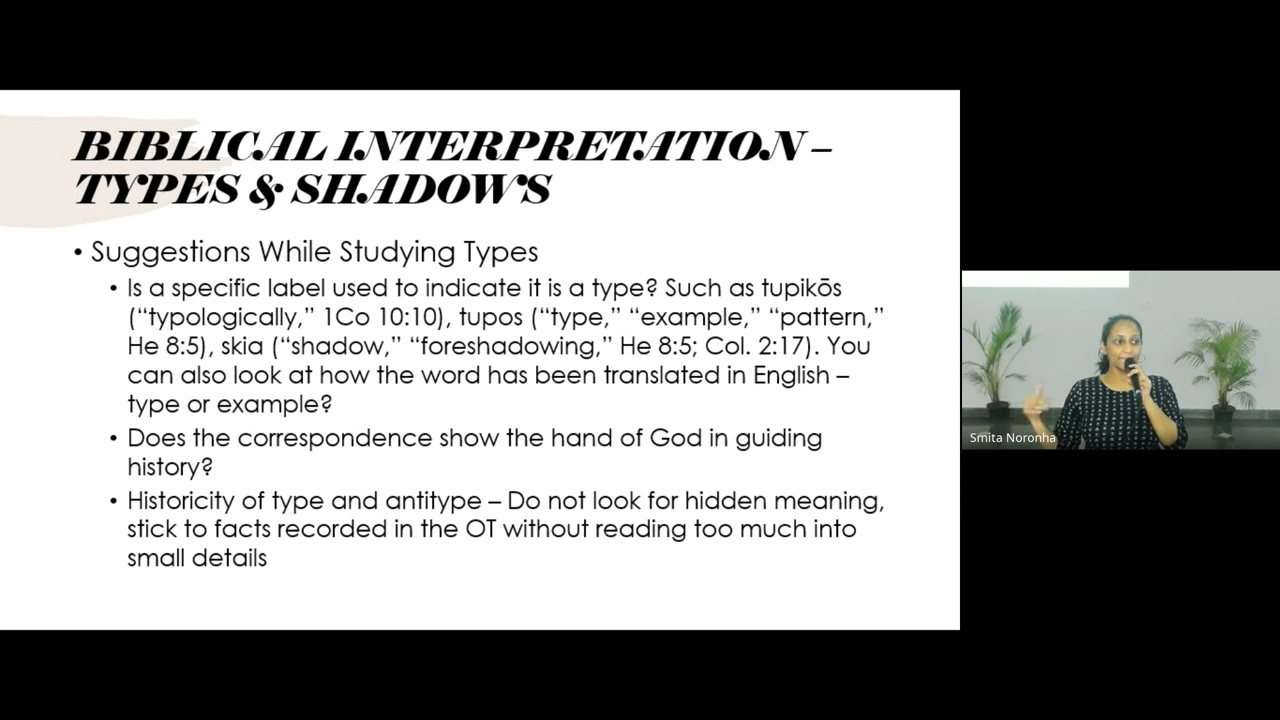 BIBLICAL INTERPRETATION –
TYPES & SHADOWS
• Suggestions While Studying Types
• Is a specific label used to indicate it is a type? Such as tupikōs
(“typologically,” 1Co 10:10), tupos (“type,” “example,” “pattern,”
He 8:5), skia (“shadow,” “foreshadowing,” He 8:5; Col. 2:17). You
can also look at how the word has been translated in English –
type or example?
• Does the correspondence show the hand of God in guiding
history?
• Historicity of type and antitype – Do not look for hidden meaning,
stick to facts recorded in the OT without reading too much into
small details
Smita Noronha